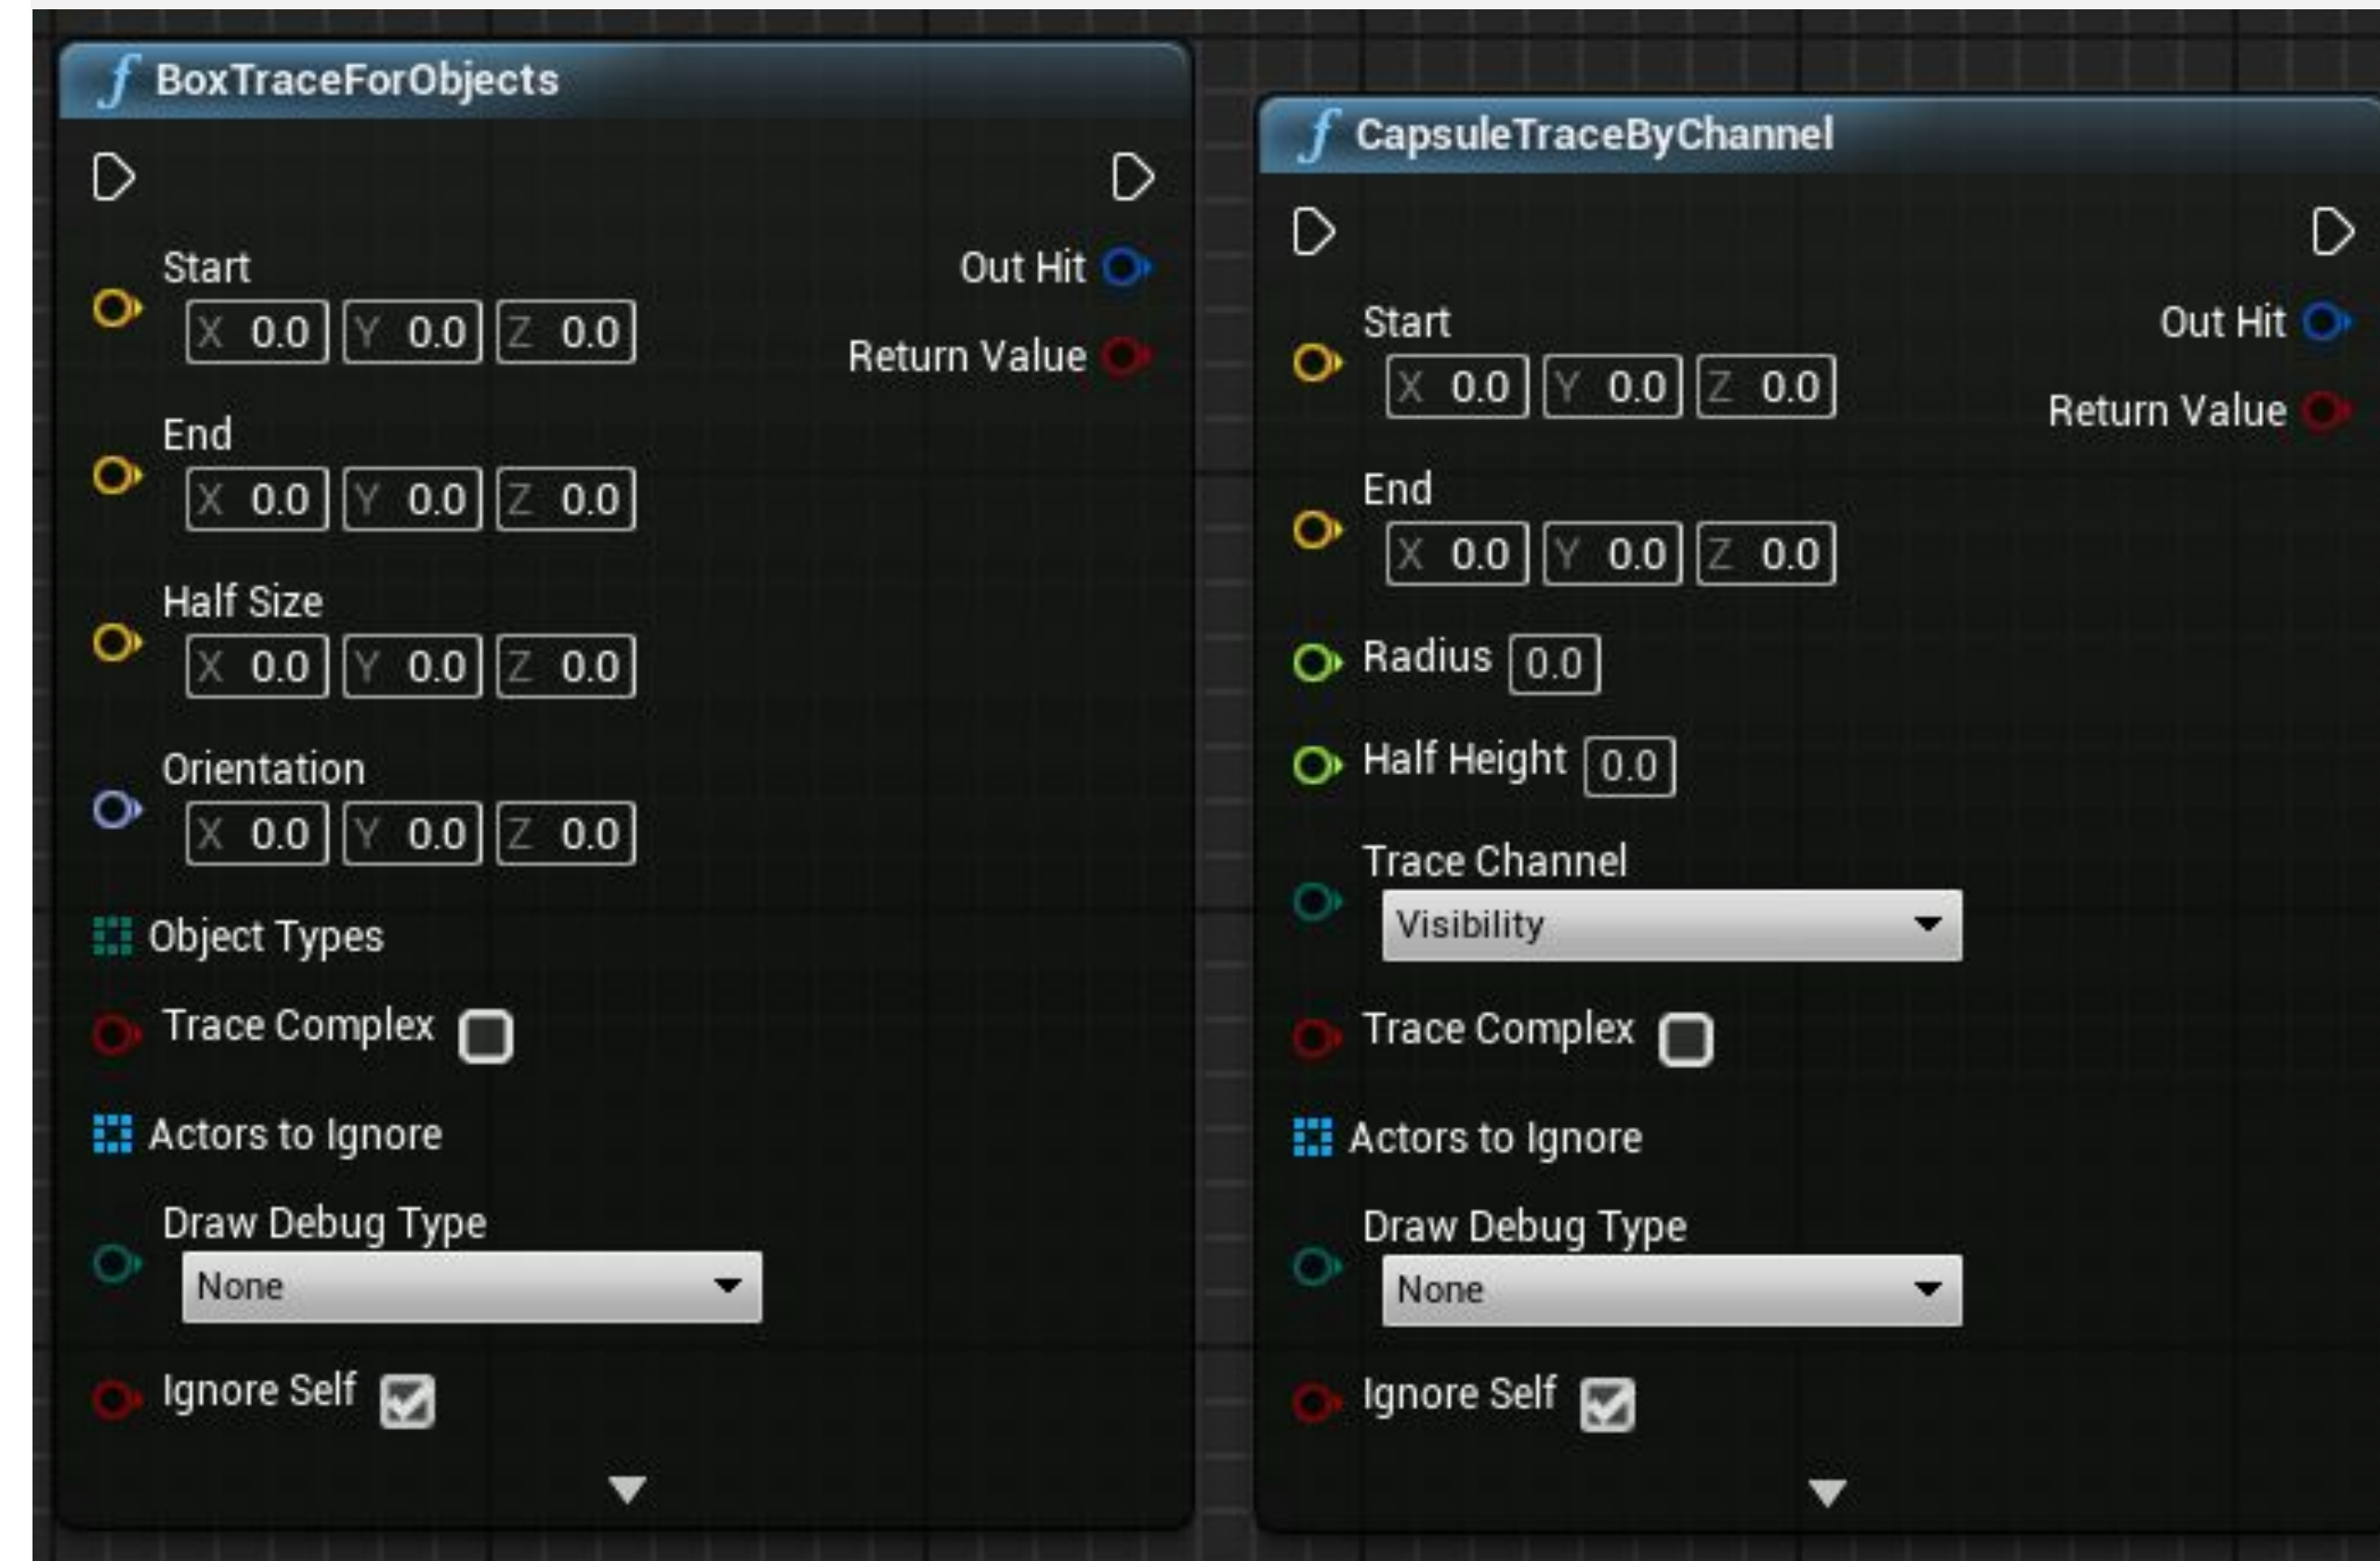 BoxTraceForObjects
Start
Out Hit
X 0.0 Y 0.0 Z 0.0
Return Value
End
X 0.0 Y 0.0 Z 0.0
Half Size
X 0.0 Y 0.0 Z 0.0
Orientation
X 0.0 Y 0.0 Z 0.0
Object Types
Trace Complex
Actors to Ignore
Draw Debug Type
None
Ignore Self
CapsuleTraceByChannel
Start
Out Hit
X 0.0 Y 0.0 Z 0.0
Return Value
End
X 0.0 Y 0.0 Z 0.0
Radius 0.0
Half Height 0.0
Trace Channel
Visibility
Trace Complex
Actors to Ignore
Draw Debug Type
None
Ignore Self